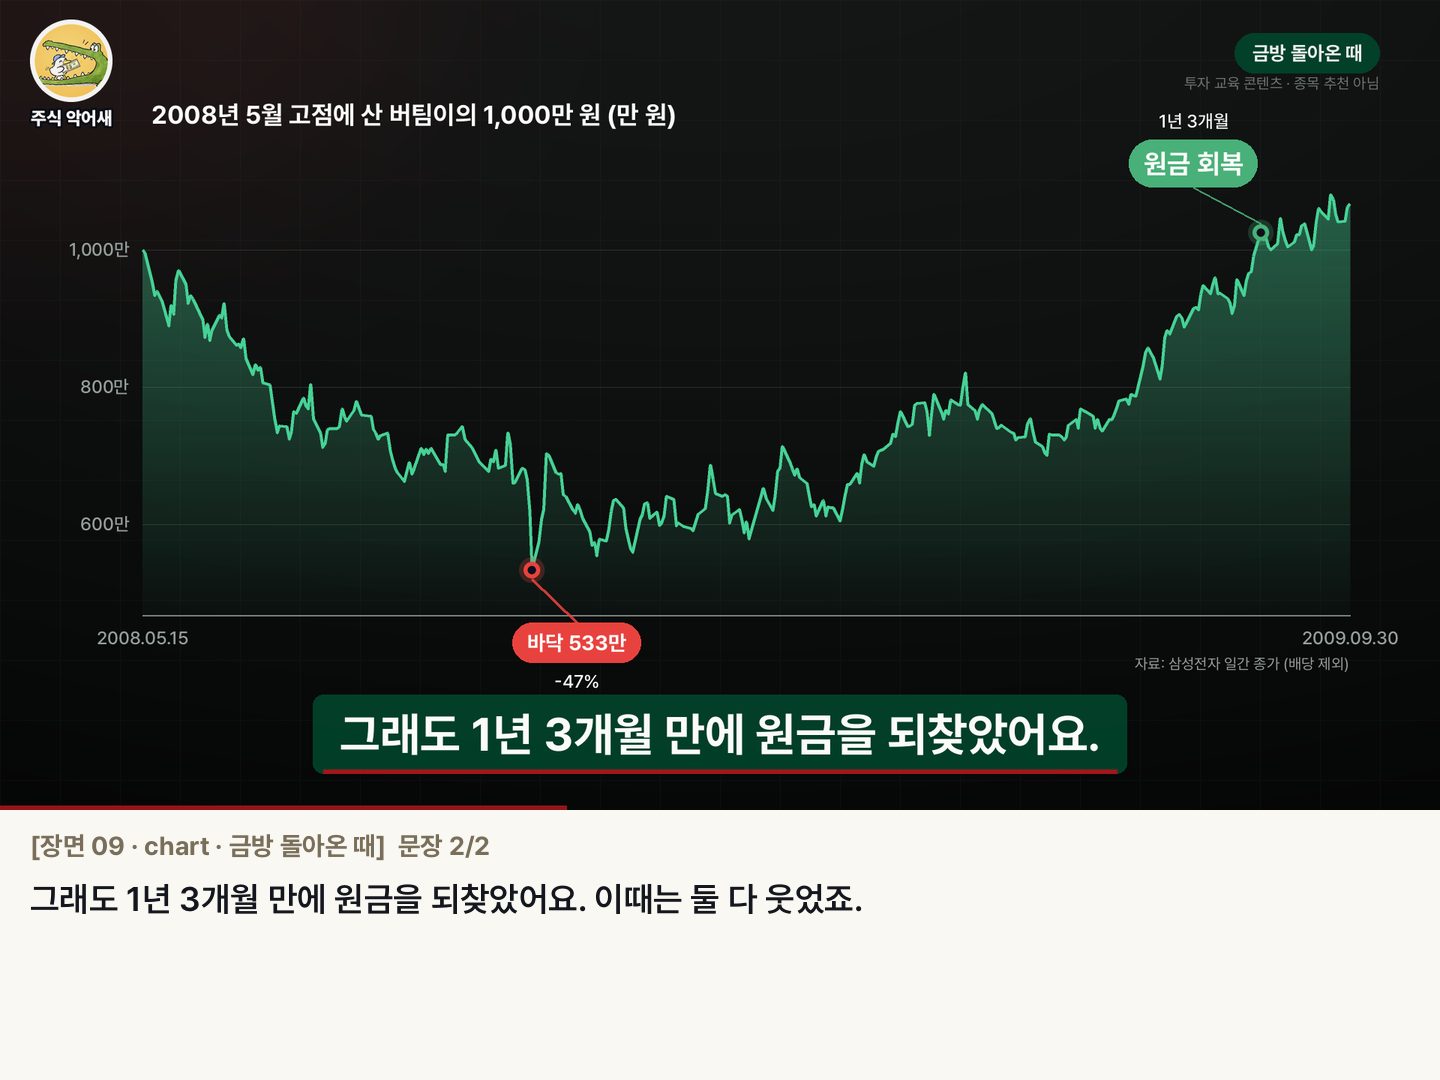 주식 악어새
금방 돌아온 때
투자 교육 콘텐츠 · 종목 추천 아님
2008년 5월 고점에 산 버팀이의 1,000만 원 (만 원)
1년 3개월
원금 회복
1,000만
800만
600만
바닥 533만
-47%
2008.05.15
2009.09.30
자료: 삼성전자 일간 종가 (배당 제외)
그래도 1년 3개월 만에 원금을 되찾았어요.
[장면 09 · chart · 금방 돌아온 때] 문장 2/2
그래도 1년 3개월 만에 원금을 되찾았어요. 이때는 둘 다 웃었죠.